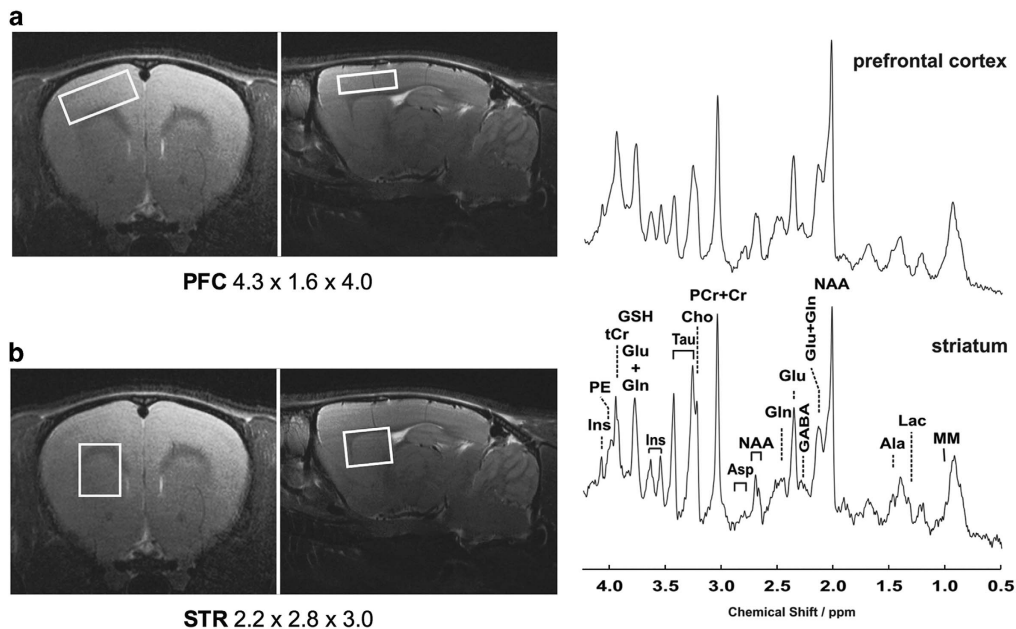 a
prefrontal cortex
PFC 4.3 x 1.6 x 4.0
b
striatum
NAA
PCr+Cr
GSH
tCr
Glu
+
Gln
Cho
Tau
Glu+Gln
PE
Ins
Ins
Glu
Gln
GABA
NAA
Asp
Lac
Ala
MM
STR 2.2 x 2.8 x 3.0
4.0 3.5 3.0 2.5 2.0 1.5 1.0 0.5
Chemical Shift / ppm